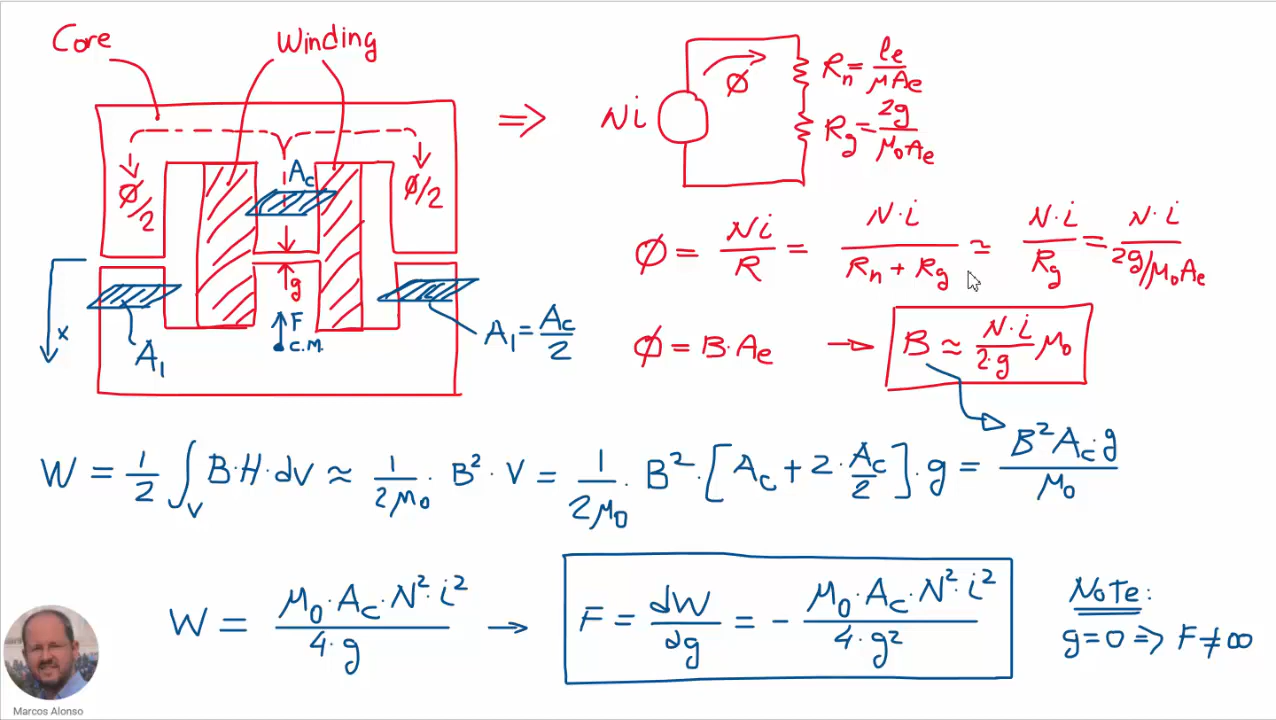 Core
Winding
Ni
ϕ
Rn = le/μAe
Rg = 2g/μ0Ae
ϕ/2
Ac
ϕ/2
g
x
F
C.M.
A1
A1 = Ac/2
ϕ = Ni/R = N·i/(Rn + Rg) ≃ N·i/Rg = N·i/(2g/μ0Ae)
ϕ = B·Ae → B ≈ N·i/(2·g) μ0
W = 1/2 ∫V B·H·dV ≈ 1/(2μ0) · B²·V = 1/(2μ0) · B²·[Ac + 2·Ac/2]·g = B²Ac·g/μ0
W = μ0·Ac·N²·i²/(4·g) → F = dW/dg = - μ0·Ac·N²·i²/(4·g²)
Note:
g=0 ⇒ F≠∞
Marcos Alonso